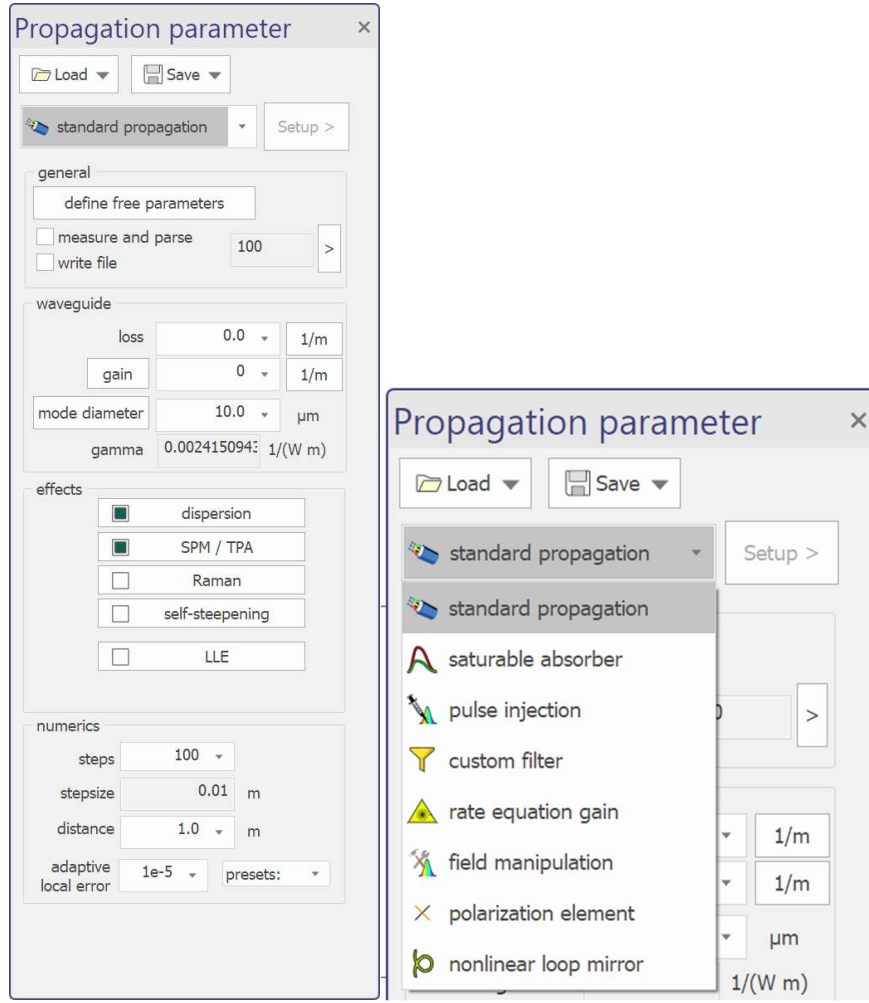 Propagation parameter ×
Load Save
standard propagation Setup >
general
define free parameters
measure and parse
100 >
write file
waveguide
loss 0.0 1/m
gain 0 1/m
mode diameter 10.0 µm
gamma 0.002415094 1/(W m)
effects
dispersion
SPM / TPA
Raman
self-steepening
LLE
numerics
steps 100
stepsize 0.01 m
distance 1.0 m
adaptive
local error 1e-5 presets:
Propagation parameter ×
Load Save
standard propagation Setup >
standard propagation
saturable absorber
pulse injection
>
custom filter
rate equation gain
1/m
field manipulation
1/m
polarization element
µm
nonlinear loop mirror
1/(W m)